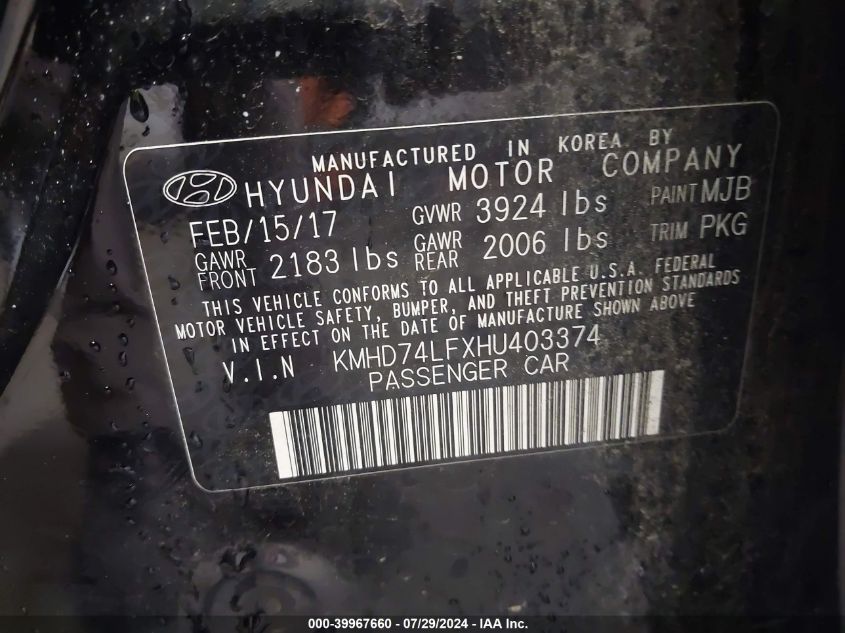 MANUFACTURED IN KOREA BY
HYUNDAI MOTOR COMPANY
FEB/15/17 GVWR 3924 lbs PAINT MJB
GAWR FRONT 2183 lbs GAWR REAR 2006 lbs TRIM PKG
THIS VEHICLE CONFORMS TO ALL APPLICABLE U.S.A. FEDERAL
MOTOR VEHICLE SAFETY, BUMPER, AND THEFT PREVENTION STANDARDS
IN EFFECT ON THE DATE OF MANUFACTURE SHOWN ABOVE
V.I.N KMHD74LFXHU403374
PASSENGER CAR
000-39967660 - 07/29/2024 - IAA Inc.